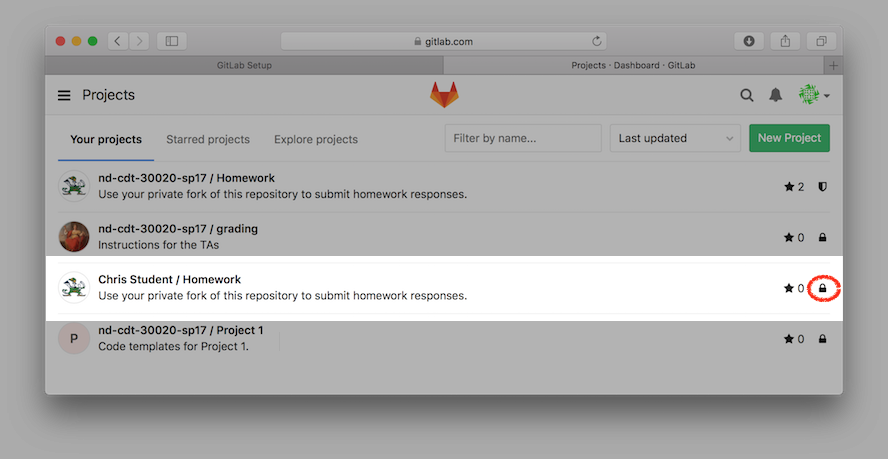 gitlab.com
GitLab Setup
Projects · Dashboard · GitLab
Projects
Your projects
Starred projects
Explore projects
Filter by name...
Last updated
New Project
nd-cdt-30020-sp17 / Homework
Use your private fork of this repository to submit homework responses.
2
nd-cdt-30020-sp17 / grading
Instructions for the TAs
0
Chris Student / Homework
Use your private fork of this repository to submit homework responses.
0
P
nd-cdt-30020-sp17 / Project 1
Code templates for Project 1.
0